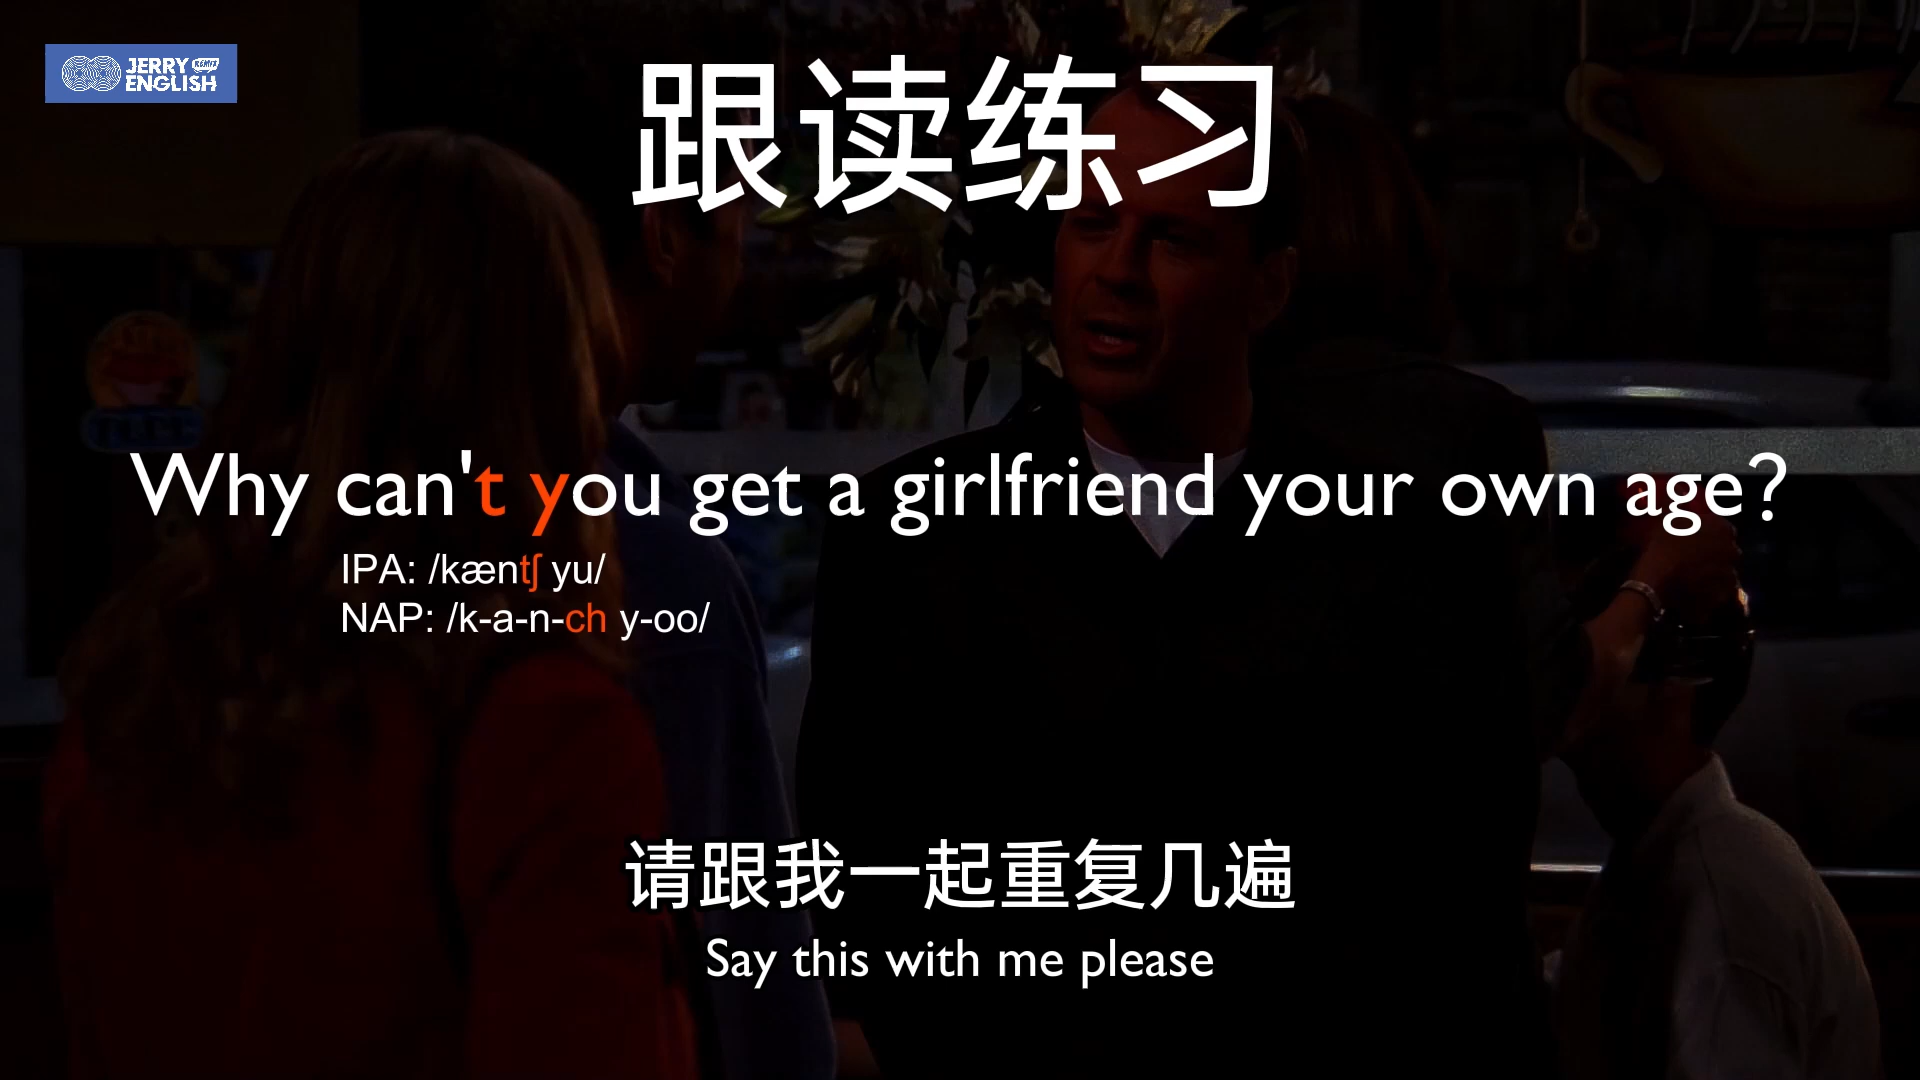 JERRY REMIX
ENGLISH
跟读练习
Why can't you get a girlfriend your own age?
IPA: /kæntʃ yu/
NAP: /k-a-n-ch y-oo/
请跟我一起重复几遍
Say this with me please